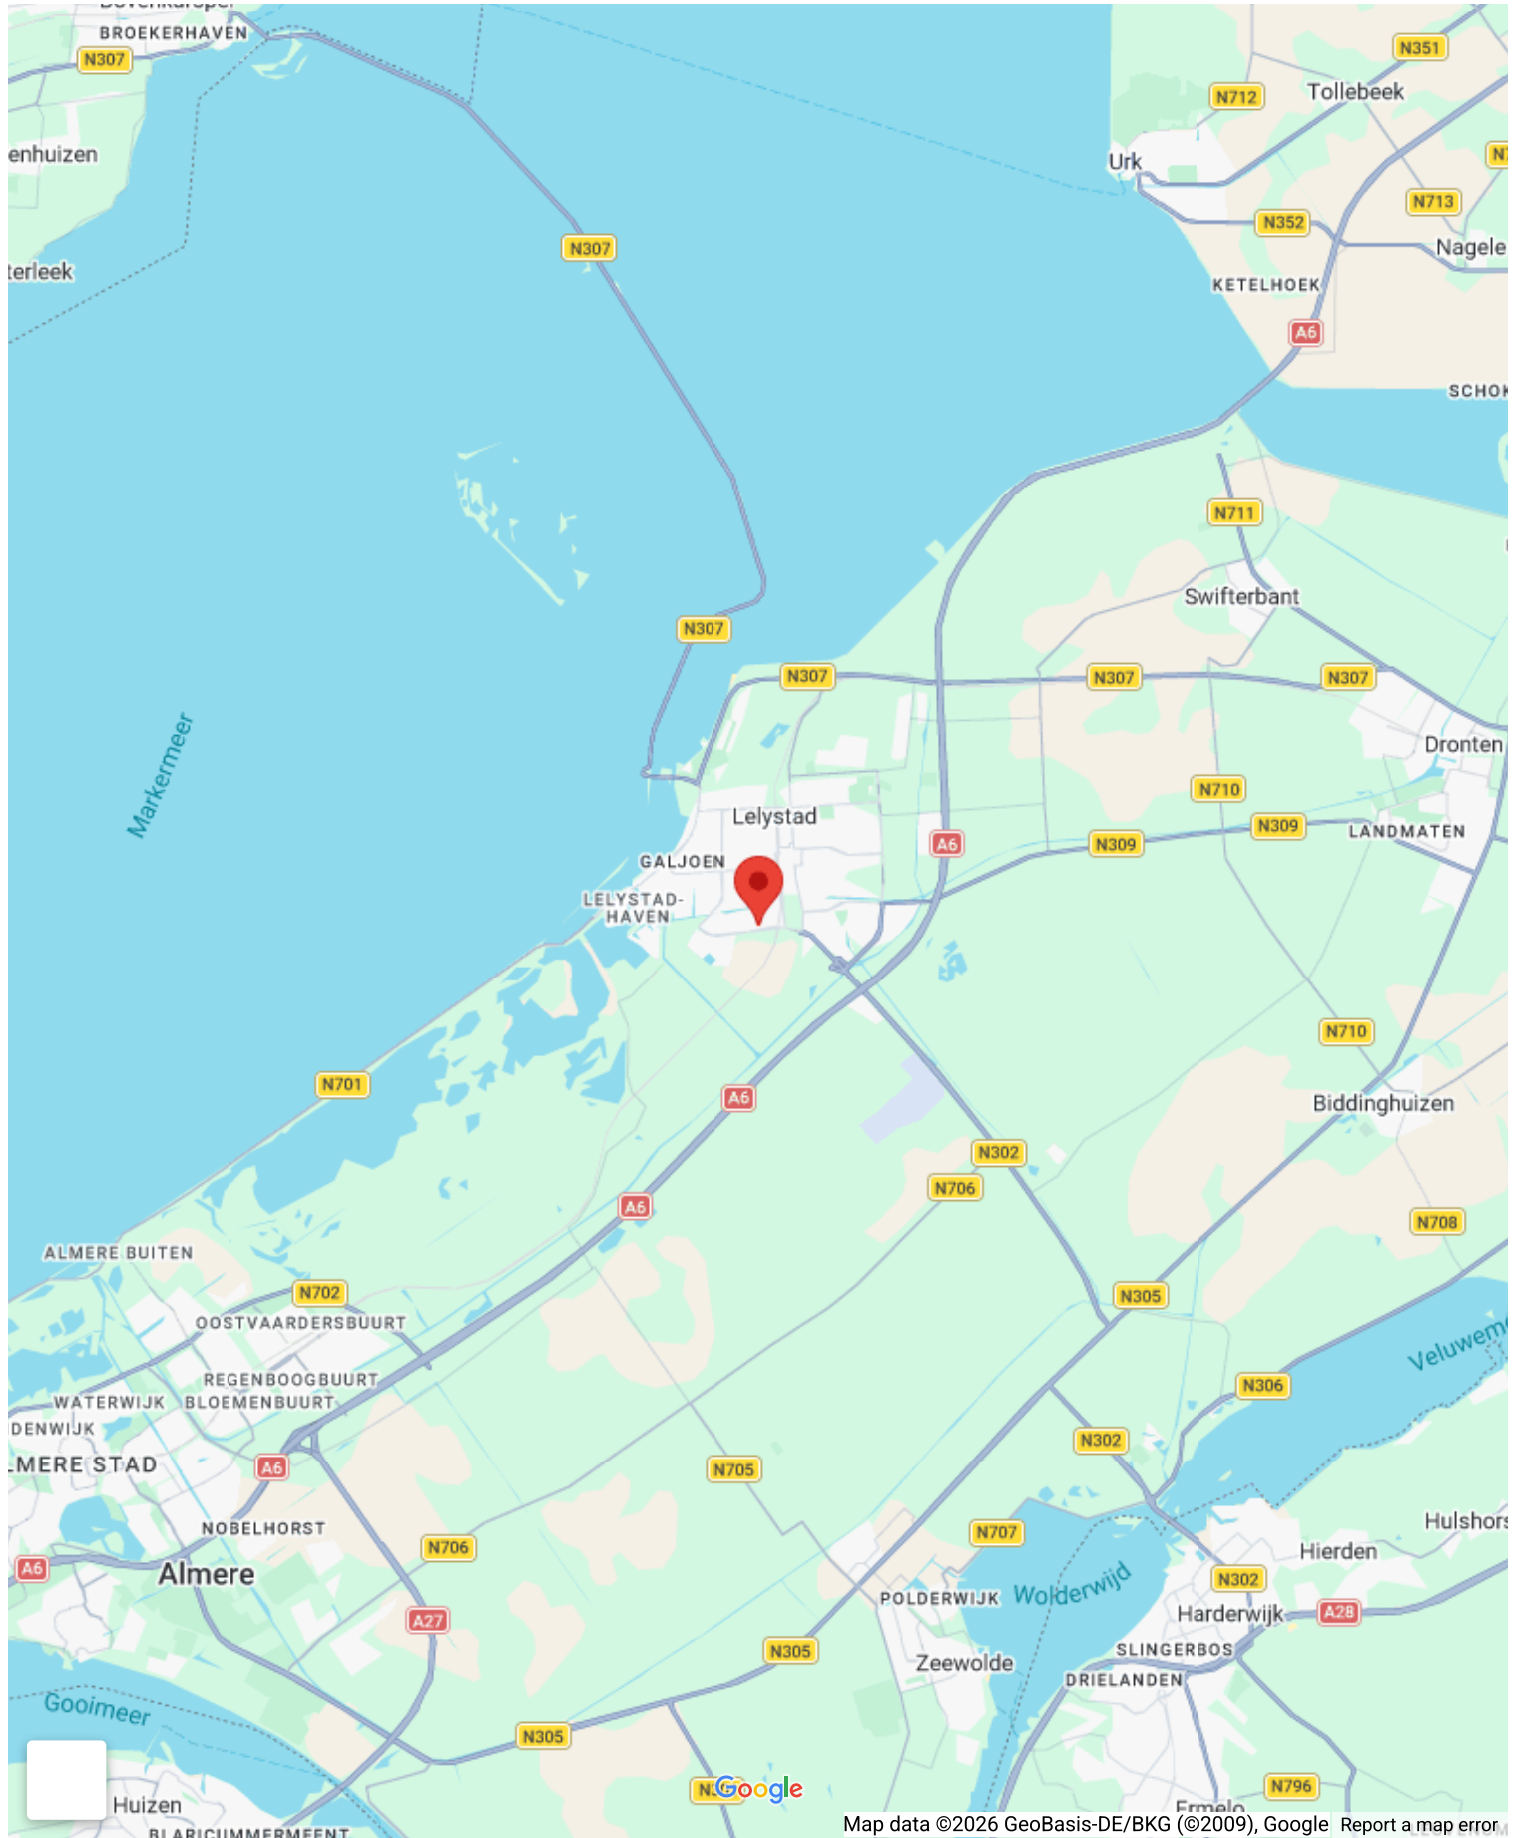 BROEKERHAVEN
N307
N351
N712
Tollebeek
enhuizen
Urk
N713
N352
N307
Nagele
terleek
KETELHOEK
A6
SCHOK
N711
Swifterbant
N307
N307
N307
N307
Markermeer
Dronten
N710
Lelystad
N309
LANDMATEN
A6
N309
GALJOEN
LELYSTAD-
HAVEN
N710
N701
A6
Biddinghuizen
N302
N706
A6
N708
ALMERE BUITEN
N702
N305
OOSTVAARDERSBUURT
Veluweme
REGENBOOGBUURT
N306
WATERWIJK
BLOEMENBUURT
DENWIJK
N302
LMERE STAD
A6
N705
NOBELHORST
N707
Hulshors
N706
Hierden
A6
Almere
Wolderwijd
N302
POLDERWIJK
A27
Harderwijk
A28
N305
SLINGERBOS
Zeewolde
DRIELANDEN
Gooimeer
N305
Google
N796
Huizen
Ermelo
BLARICUMMERMEENT
Map data ©2026 GeoBasis-DE/BKG (©2009), Google
Report a map error